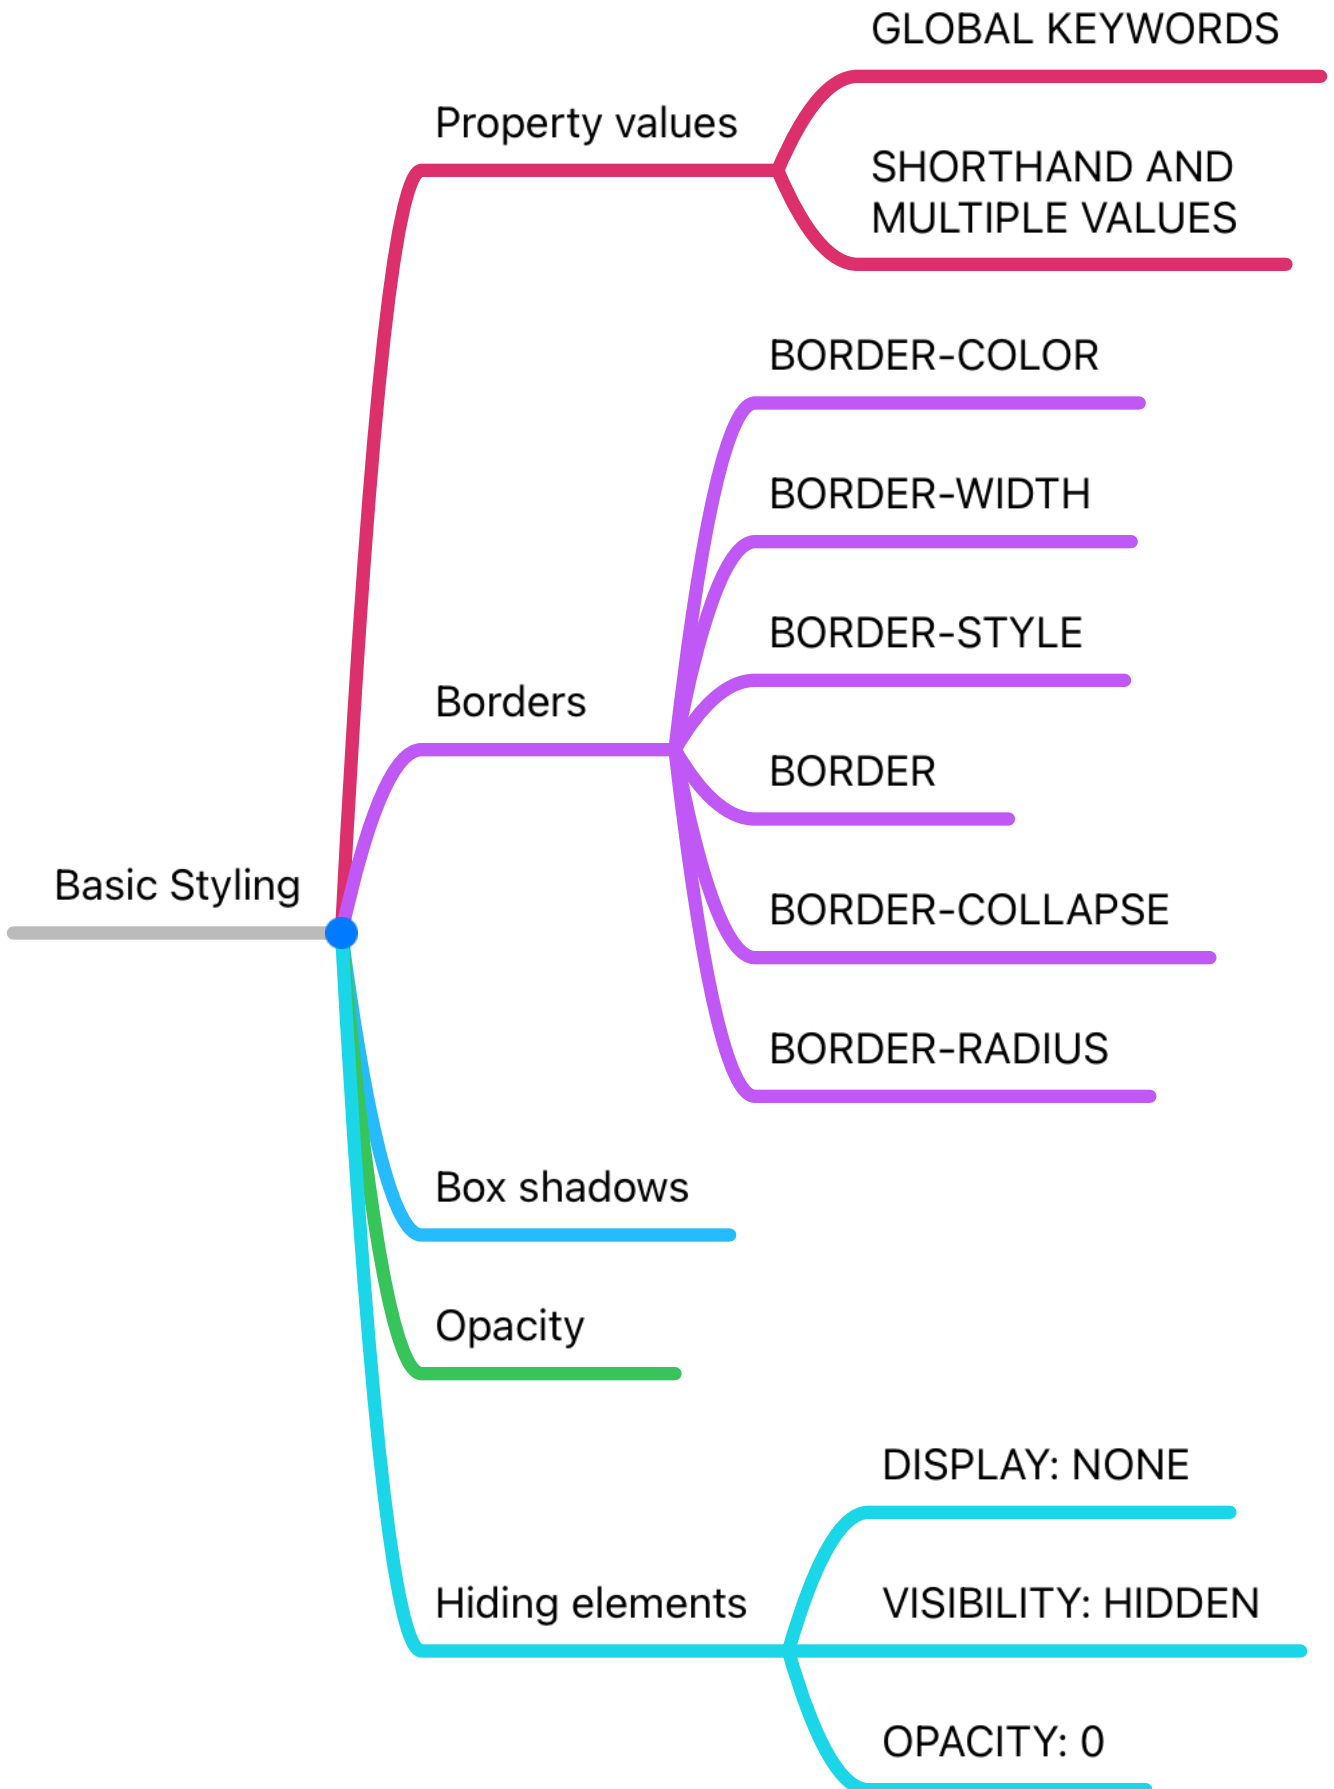 GLOBAL KEYWORDS
Property values
SHORTHAND AND
MULTIPLE VALUES
BORDER-COLOR
BORDER-WIDTH
BORDER-STYLE
Borders
BORDER
Basic Styling
BORDER-COLLAPSE
BORDER-RADIUS
Box shadows
Opacity
DISPLAY: NONE
Hiding elements
VISIBILITY: HIDDEN
OPACITY: 0